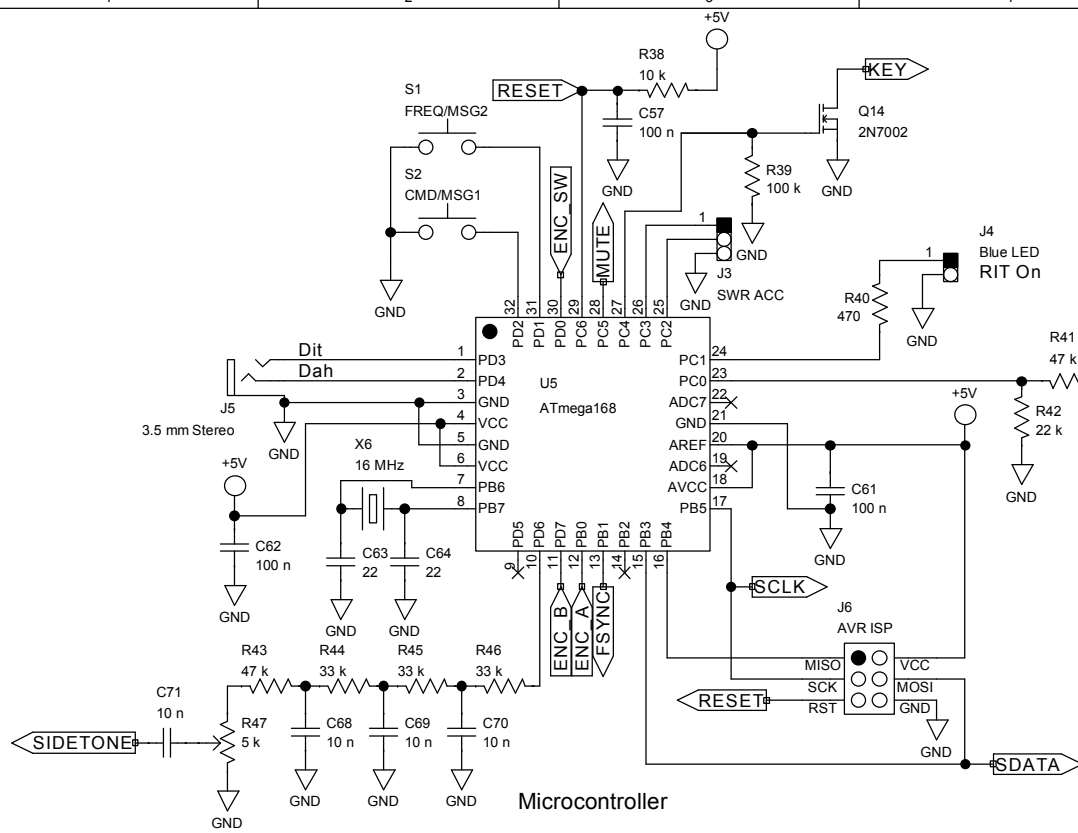 2
+5V
R38
10 k
RESET
KEY
S1
FREQ/MSG2
C57
100 n
Q14
2N7002
GND
GND
R39
100 k
S2
CMD/MSG1
ENC_SW
MUTE
1
GND
J3
SWR ACC
GND
J4
Blue LED
RIT On
1
R40
470
GND
GND
32 31 30 29 28 27 26 25
PD2 PD1 PD0 PC6 PC5 PC4 PC3 PC2
Dit
Dah
J5
3.5 mm Stereo
GND
1 PD3
2 PD4
3 GND
4 VCC
5 GND
6 VCC
7 PB6
8 PB7
U5
ATmega168
PC1 24
PC0 23
ADC7 22
GND 21
AREF 20
ADC6 19
AVCC 18
PB5 17
R41
47 k
R42
22 k
GND
+5V
C61
100 n
GND
+5V
X6
16 MHz
C62
100 n
GND
C63
22
GND
C64
22
GND
PD5 PD6 PD7 PB0 PB1 PB2 PB3 PB4
9 10 11 12 13 14 15 16
ENC_B
ENC_A
FSYNC
SCLK
J6
AVR ISP
MISO
VCC
SCK
MOSI
RST
GND
RESET
GND
SDATA
R43
47 k
R44
33 k
R45
33 k
R46
33 k
C71
10 n
R47
5 k
SIDETONE
C68
10 n
C69
10 n
C70
10 n
GND
GND
GND
GND
Microcontroller